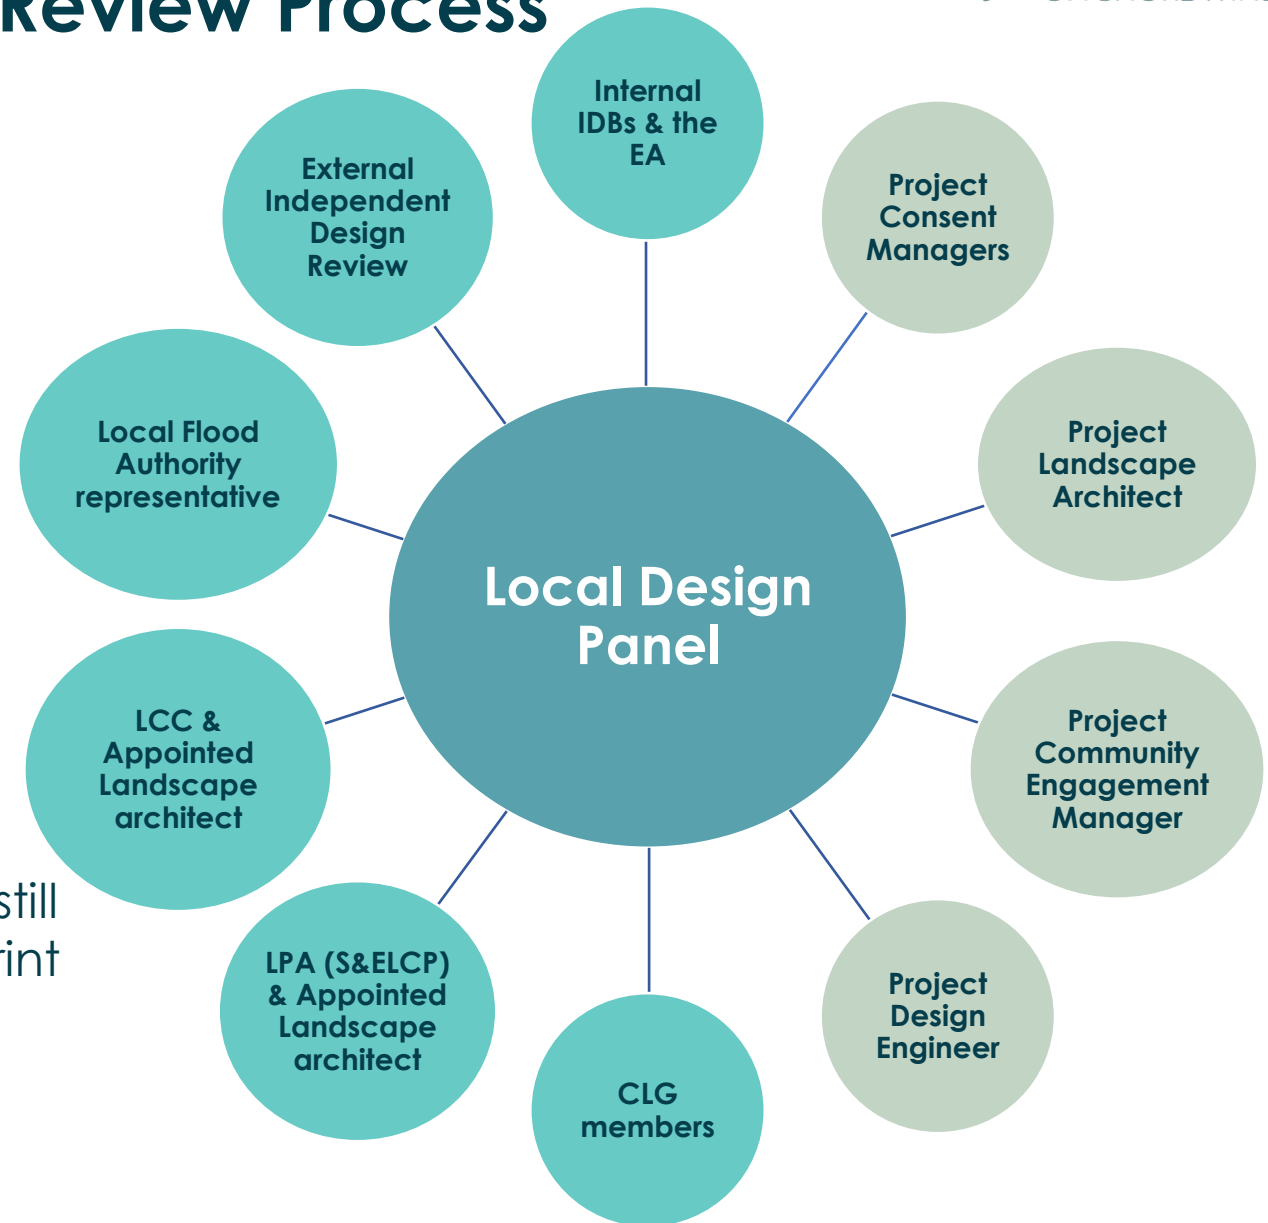 Review Process
Internal
IDBs & the
EA
External
Independent
Design
Review
Project
Consent
Managers
Local Flood
Authority
representative
Project
Landscape
Architect
Local Design
Panel
LCC &
Appointed
Landscape
architect
Project
Community
Engagement
Manager
still
rint
LPA (S&ELCP)
& Appointed
Landscape
architect
Project
Design
Engineer
CLG
members